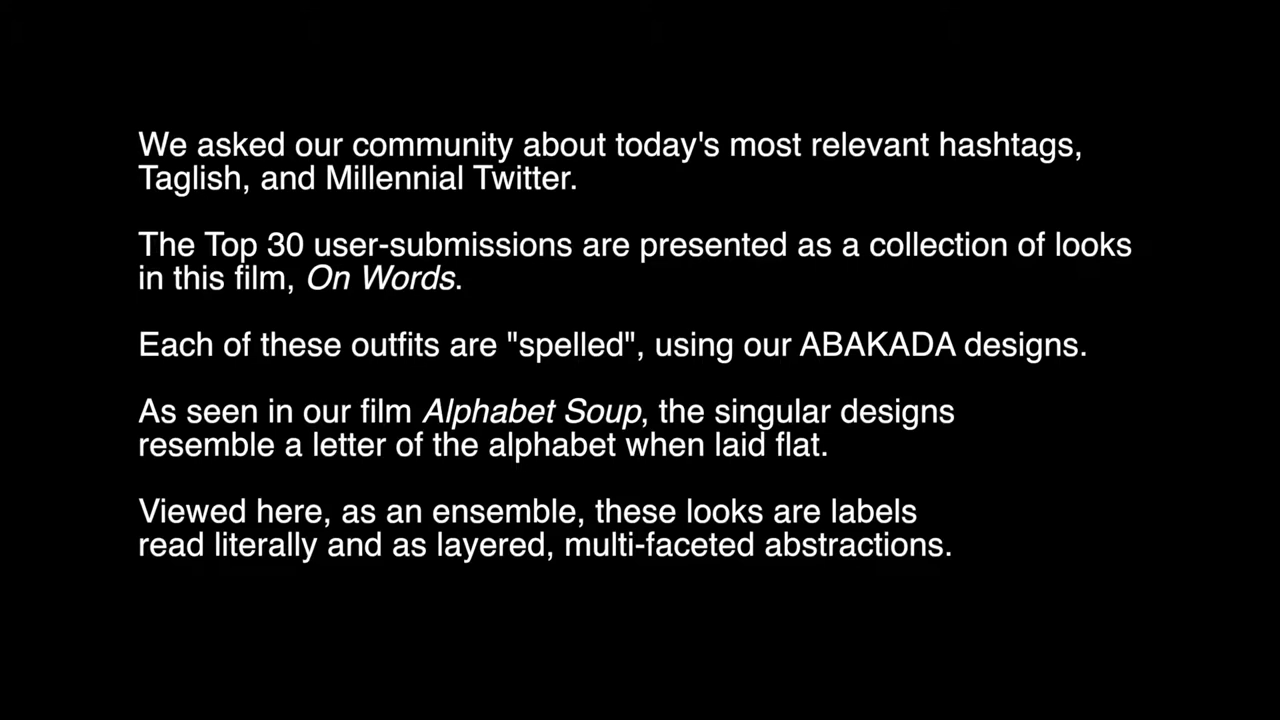 We asked our community about today's most relevant hashtags,
Taglish, and Millennial Twitter.
The Top 30 user-submissions are presented as a collection of looks
in this film, On Words.
Each of these outfits are "spelled", using our ABAKADA designs.
As seen in our film Alphabet Soup, the singular designs
resemble a letter of the alphabet when laid flat.
Viewed here, as an ensemble, these looks are labels
read literally and as layered, multi-faceted abstractions.